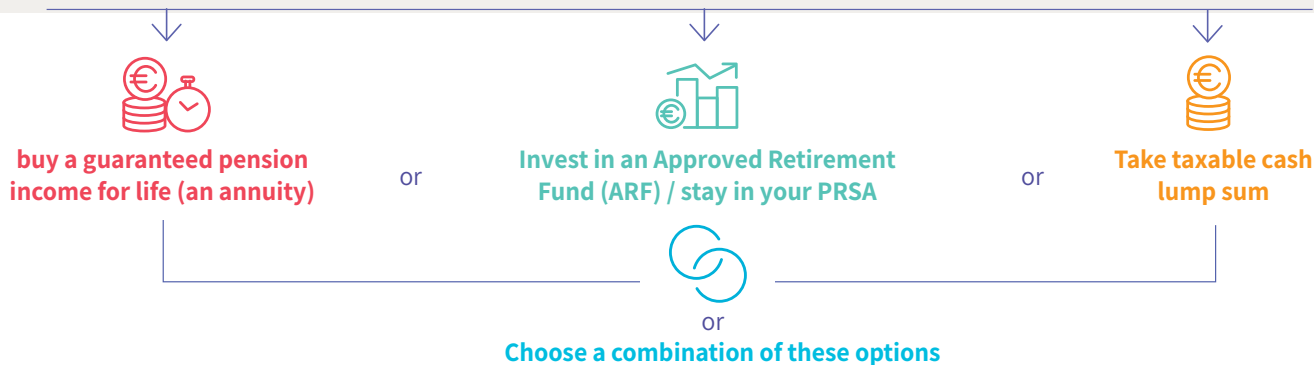 buy a guaranteed pension
income for life (an annuity)
or
Invest in an Approved Retirement
Fund (ARF) / stay in your PRSA
or
Take taxable cash
lump sum
or
Choose a combination of these options